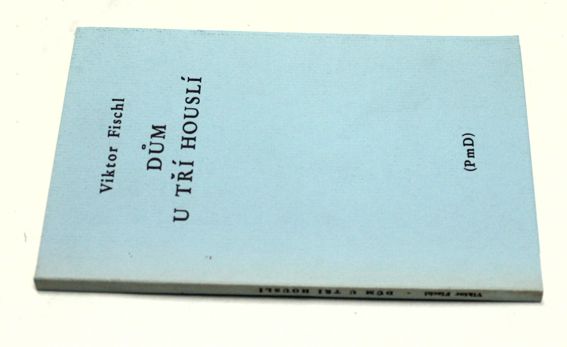 Viktor Fischl
DŮM
U TŘÍ HOUSLÍ
(PmD)
Viktor Fischl - DŮM U TŘÍ HOUSLÍ